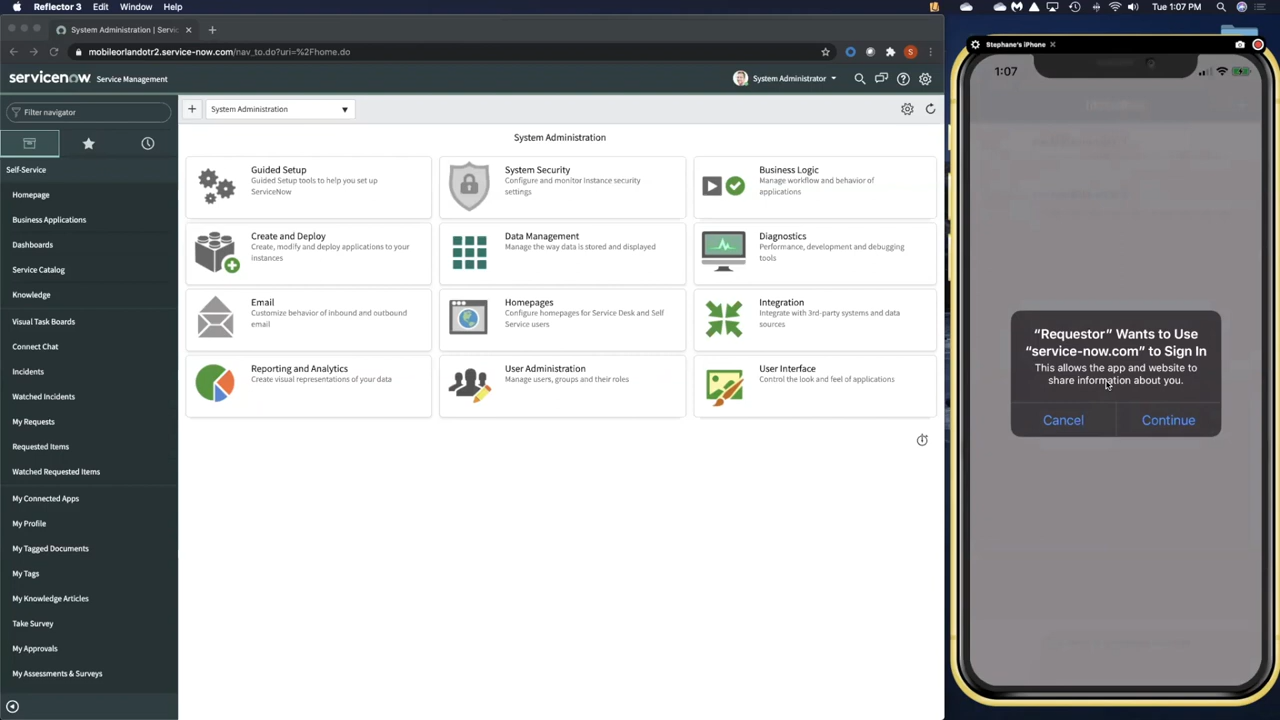 Reflector 3 Edit Window Help
Tue 1:07 PM
System Administration | Servic
mobileorlandotr2.service-now.com/nav_to.do?uri=%2Fhome.do
S
servicenow Service Management
System Administrator
Filter navigator
System Administration
System Administration
Self-Service
Homepage
Business Applications
Dashboards
Service Catalog
Knowledge
Visual Task Boards
Connect Chat
Incidents
Watched Incidents
My Requests
Requested Items
Watched Requested Items
My Connected Apps
My Profile
My Tagged Documents
My Tags
My Knowledge Articles
Take Survey
My Approvals
My Assessments & Surveys
Guided Setup
Guided Setup tools to help you set up
ServiceNow
System Security
Configure and monitor instance security
settings
Business Logic
Manage workflow and behavior of
applications
Create and Deploy
Create, modify and deploy applications to your
instances
Data Management
Manage the way data is stored and displayed
Diagnostics
Performance, development and debugging
tools
Email
Customize behavior of inbound and outbound
email
Homepages
Configure homepages for Service Desk and Self
Service users
Integration
Integrate with 3rd-party systems and data
sources
Reporting and Analytics
Create visual representations of your data
User Administration
Manage users, groups and their roles
User Interface
Control the look and feel of applications
Stephane's iPhone
1:07
“Requestor” Wants to Use
“service-now.com” to Sign In
This allows the app and website to
share information about you.
Cancel Continue